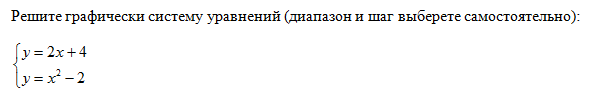 Решите графически систему уравнений (диапазон и шаг выберете самостоятельно):
y = 2x + 4
y = x² − 2